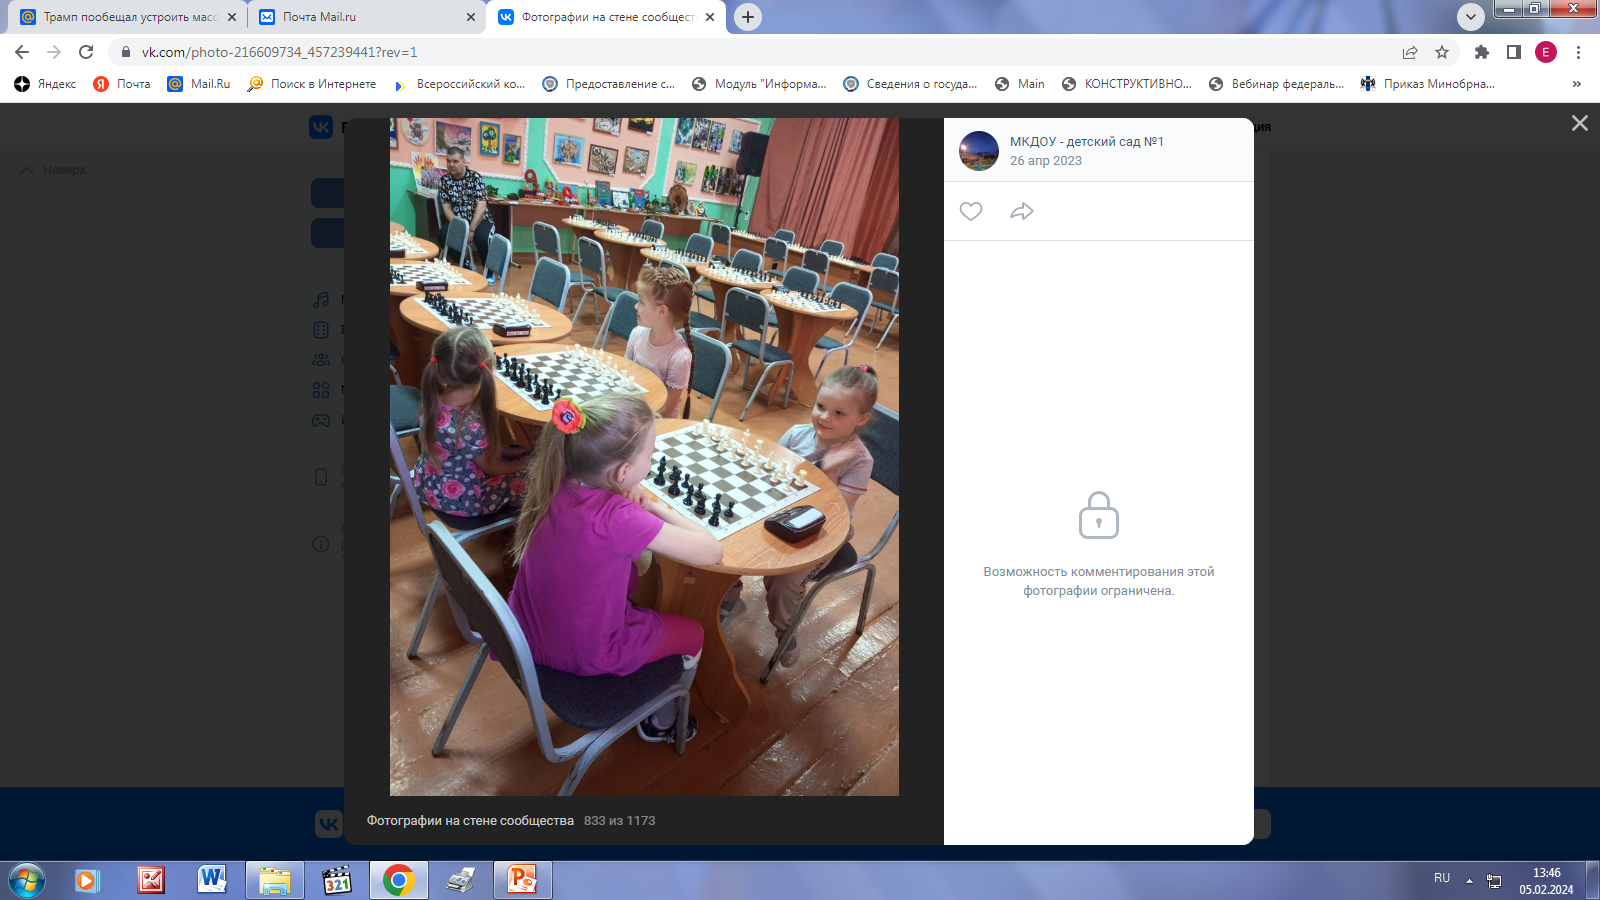 Трамп пообещал устроить масс
Почта Mail.ru
Фотографии на стене сообщест
vk.com/photo-216609734_457239441?rev=1
E
Яндекс
Почта
Mail.Ru
Поиск в Интернете
Всероссийский ко...
Предоставление с...
Модуль "Информа...
Сведения о госуда...
Main
КОНСТРУКТИВНО...
Вебинар федераль...
Приказ Минобрна...
»
Наверх
МКДОУ - детский сад №1
26 апр 2023
Возможность комментирования этой
фотографии ограничена.
Фотографии на стене сообщества 833 из 1173
321
RU
13:46
05.02.2024